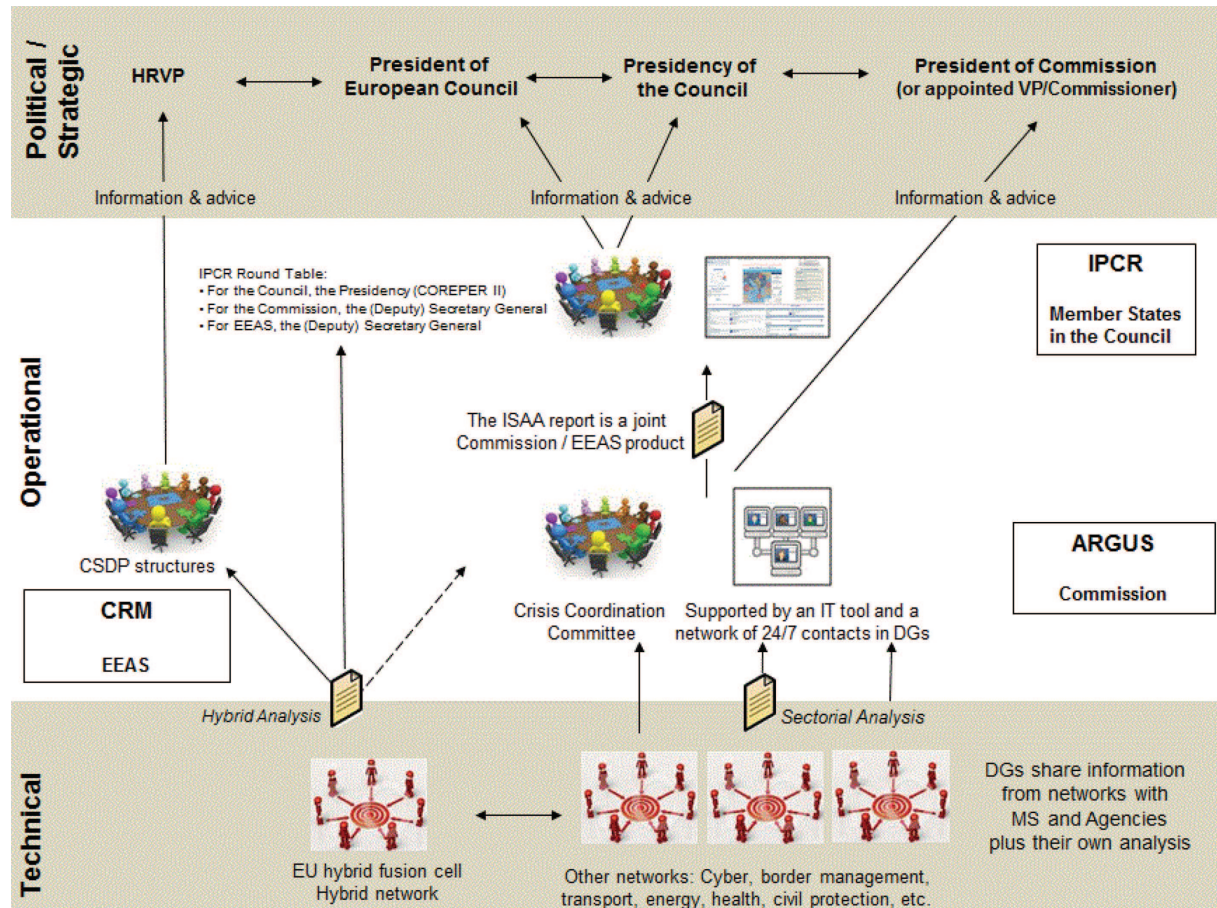 Political /
Strategic
HRVP
President of
European Council
Presidency of
the Council
President of Commission
(or appointed VP/Commissioner)
Information & advice
Information & advice
Information & advice
Operational
IPCR Round Table:
• For the Council, the Presidency (COREPER II)
• For the Commission, the (Deputy) Secretary General
• For EEAS, the (Deputy) Secretary General
IPCR
Member States
in the Council
The ISAA report is a joint
Commission / EEAS product
CSDP structures
CRM
EEAS
Crisis Coordination
Committee
Supported by an IT tool and a
network of 24/7 contacts in DGs
ARGUS
Commission
Technical
Hybrid Analysis
Sectorial Analysis
EU hybrid fusion cell
Hybrid network
Other networks: Cyber, border management,
transport, energy, health, civil protection, etc.
DGs share information
from networks with
MS and Agencies
plus their own analysis